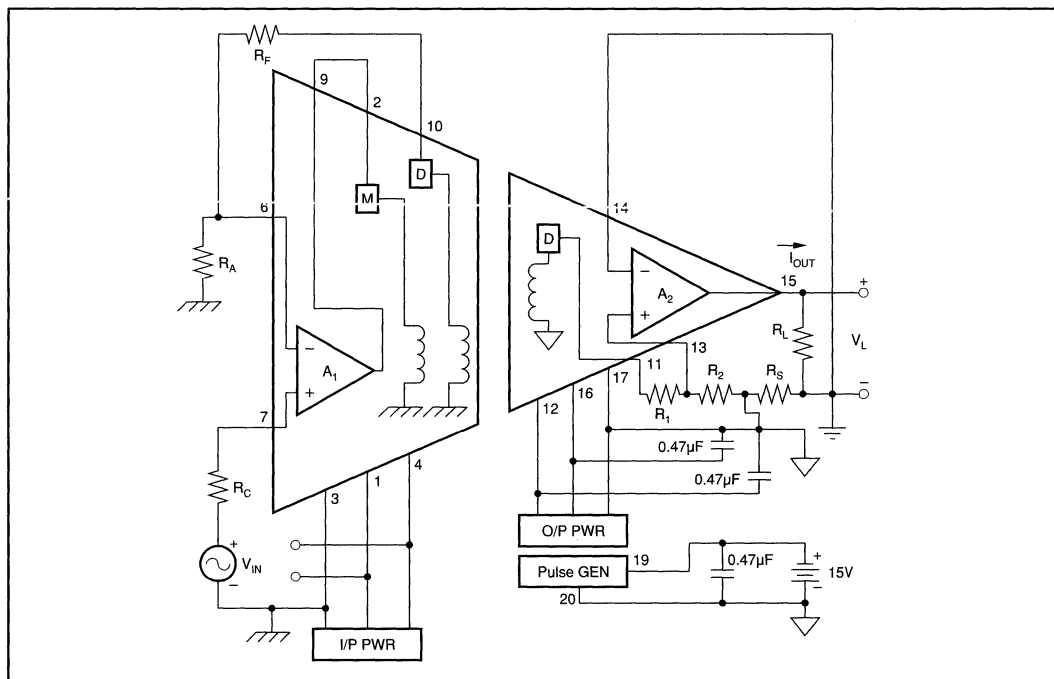 R_F
9
2
10
D
M
6
R_A
A_1
−
+
7
4
1
3
R_C
+
V_IN
−
I/P PWR
14
D
−
A_2
+
I_OUT
15
+
R_L
V_L
−
13
11
17
16
12
R_1
R_2
R_S
0.47µF
0.47µF
O/P PWR
Pulse GEN
19
20
0.47µF
+
15V
−
D